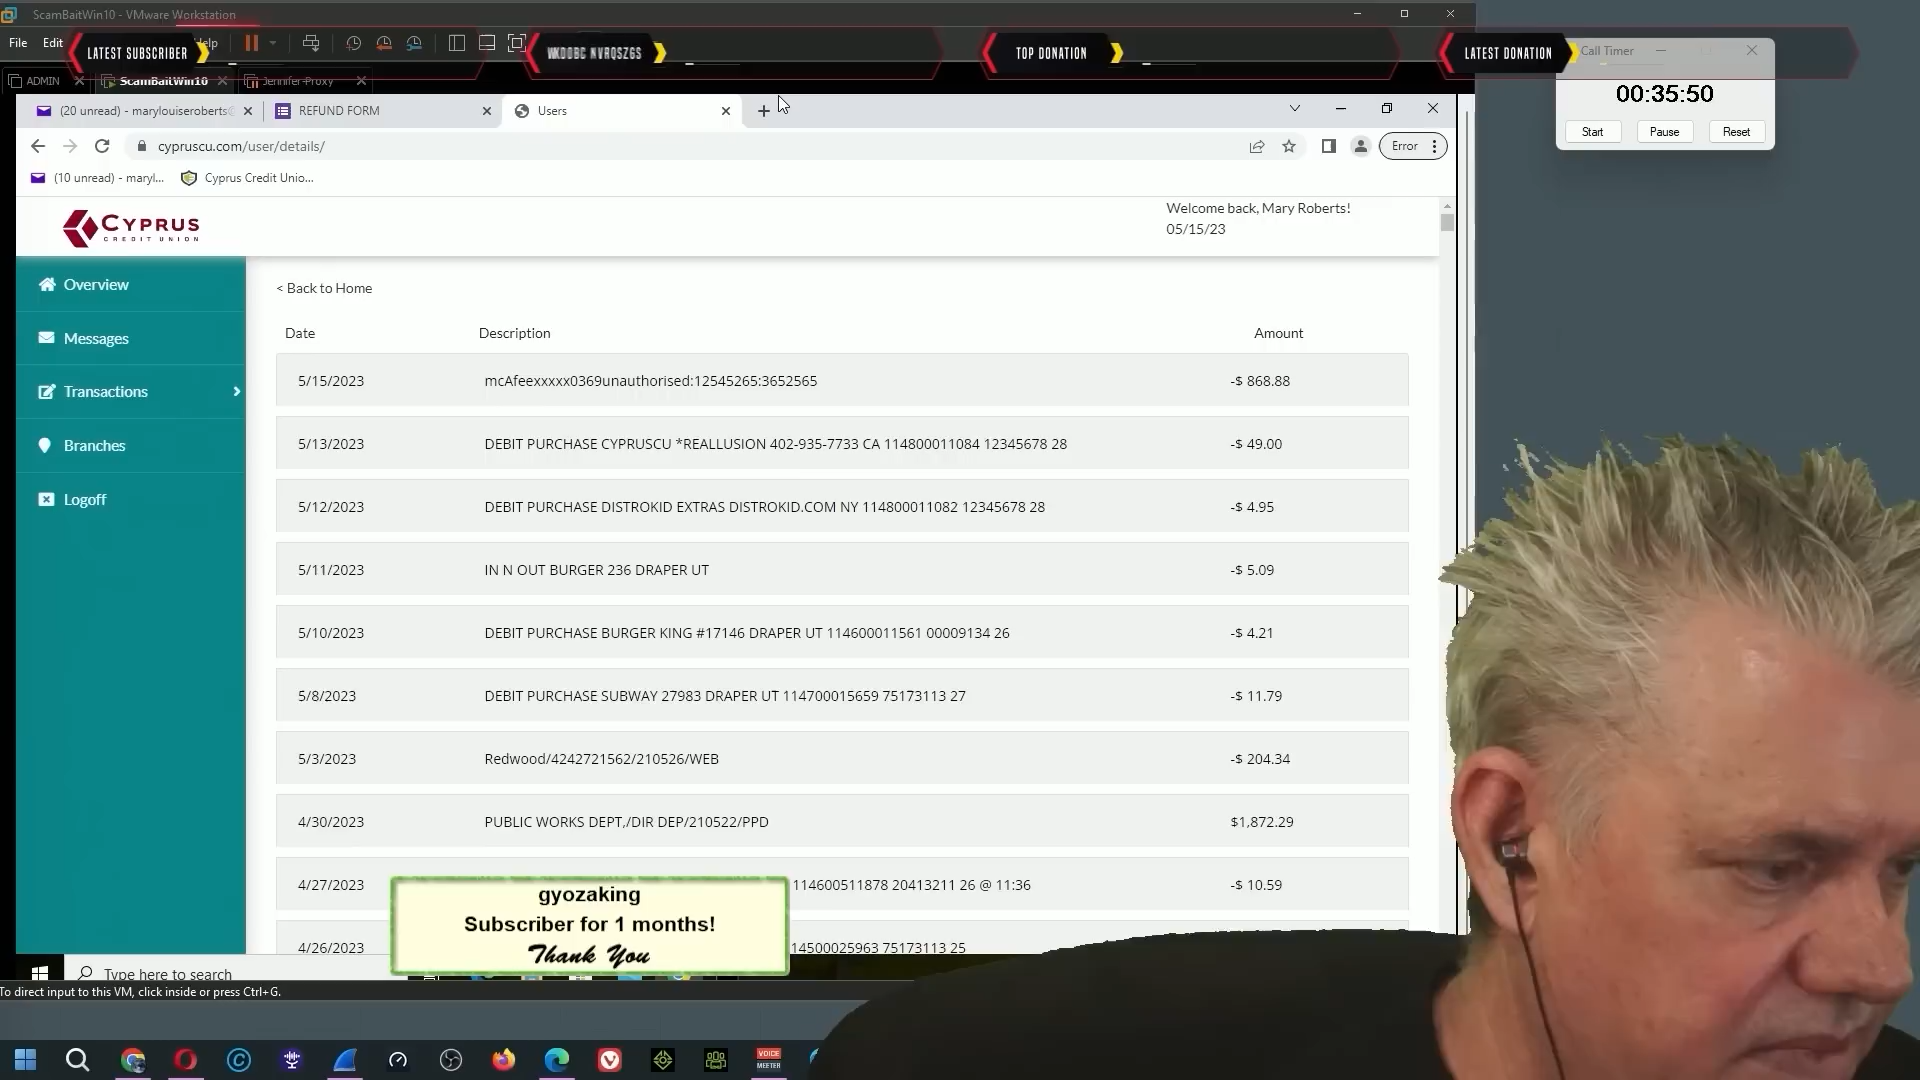 ScamBaitWin10 - VMware Workstation
File Edit elp
LATEST SUBSCRIBER
WKDOBC NVRQSZGS
TOP DONATION
LATEST DONATION
Call Timer
00:35:50
Start Pause Reset
ADMIN ScamBaitWin10 Jennifer-Proxy
(20 unread) - marylouiseroberts
REFUND FORM
Users
cypruscu.com/user/details/
Error
(10 unread) - maryl...
Cyprus Credit Unio...
CYPRUS
CREDIT UNION
Welcome back, Mary Roberts!
05/15/23
Overview
Messages
Transactions
Branches
Logoff
< Back to Home
Date Description Amount
5/15/2023 mcAfeexxxxx0369unauthorised:12545265:3652565 -$ 868.88
5/13/2023 DEBIT PURCHASE CYPRUSCU *REALLUSION 402-935-7733 CA 114800011084 12345678 28 -$ 49.00
5/12/2023 DEBIT PURCHASE DISTROKID EXTRAS DISTROKID.COM NY 114800011082 12345678 28 -$ 4.95
5/11/2023 IN N OUT BURGER 236 DRAPER UT -$ 5.09
5/10/2023 DEBIT PURCHASE BURGER KING #17146 DRAPER UT 114600011561 00009134 26 -$ 4.21
5/8/2023 DEBIT PURCHASE SUBWAY 27983 DRAPER UT 114700015659 75173113 27 -$ 11.79
5/3/2023 Redwood/4242721562/210526/WEB -$ 204.34
4/30/2023 PUBLIC WORKS DEPT,/DIR DEP/210522/PPD $1,872.29
4/27/2023 114600511878 20413211 26 @ 11:36 -$ 10.59
4/26/2023 14500025963 75173113 25
gyozaking
Subscriber for 1 months!
Thank You
Type here to search
To direct input to this VM, click inside or press Ctrl+G.
VOICE
MEETER